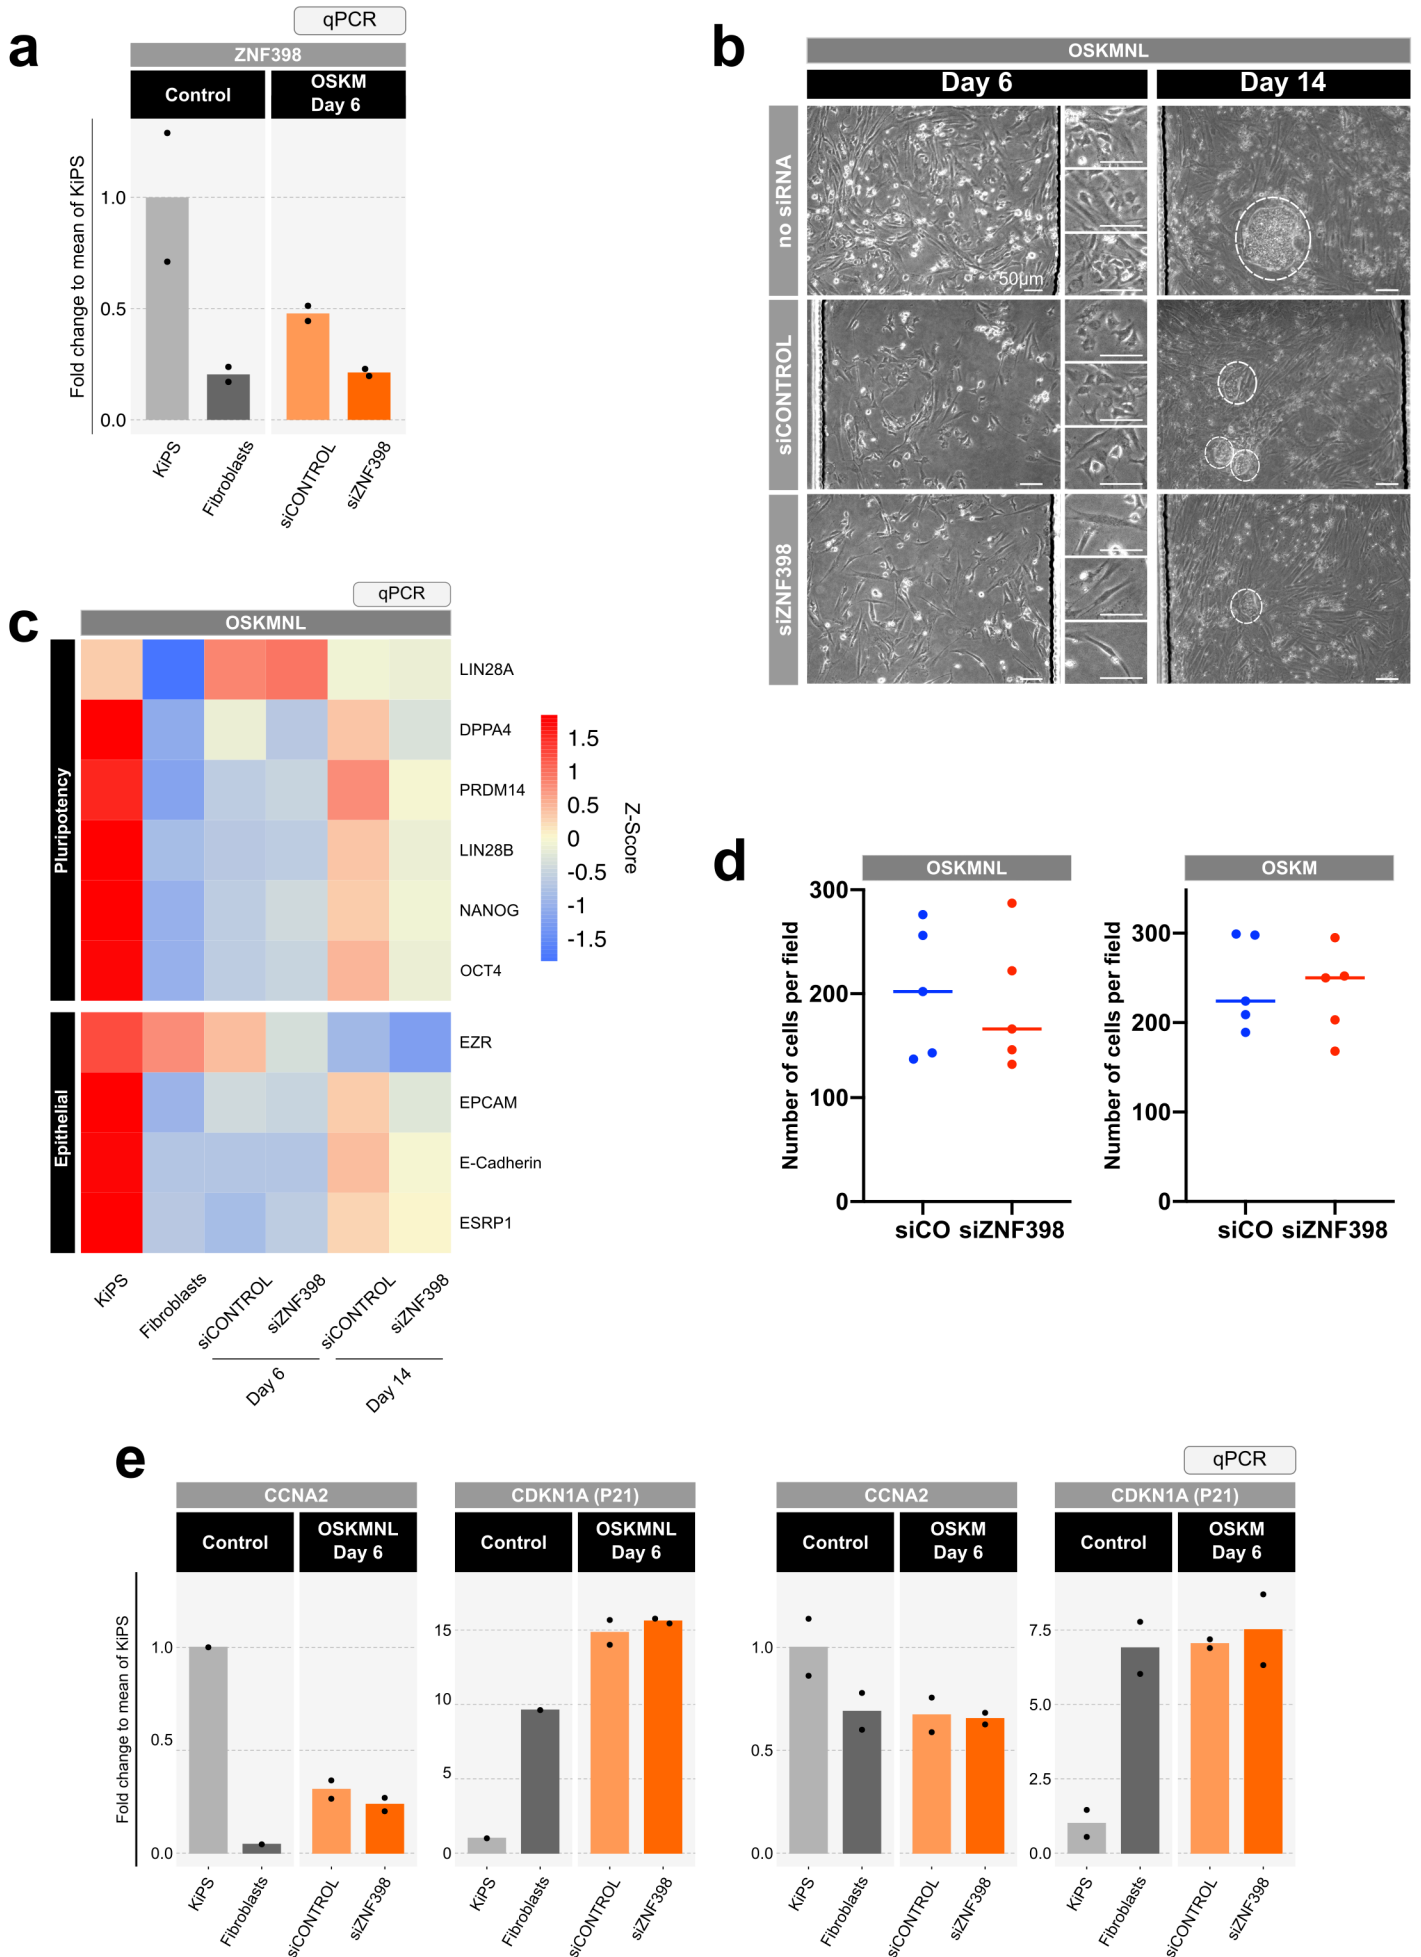 a
qPCR
ZNF398
Control
OSKM
Day 6
Fold change to mean of KiPS
1.0
0.5
0.0
KiPS
Fibroblasts
siCONTROL
siZNF398
b
OSKMNL
Day 6
Day 14
no siRNA
siCONTROL
siZNF398
50µm
c
qPCR
OSKMNL
Pluripotency
Epithelial
LIN28A
DPPA4
PRDM14
LIN28B
NANOG
OCT4
EZR
EPCAM
E-Cadherin
ESRP1
1.5
1
0.5
0
-0.5
-1
-1.5
Z-Score
KiPS
Fibroblasts
siCONTROL
siZNF398
siCONTROL
siZNF398
Day 6
Day 14
d
OSKMNL
Number of cells per field
300
200
100
0
siCO
siZNF398
OSKM
Number of cells per field
300
200
100
0
siCO
siZNF398
e
qPCR
CCNA2
Control
OSKMNL
Day 6
Fold change to mean of KiPS
1.0
0.5
0.0
KiPS
Fibroblasts
siCONTROL
siZNF398
CDKN1A (P21)
Control
OSKMNL
Day 6
15
10
5
0
KiPS
Fibroblasts
siCONTROL
siZNF398
CCNA2
Control
OSKM
Day 6
1.0
0.5
0.0
KiPS
Fibroblasts
siCONTROL
siZNF398
CDKN1A (P21)
Control
OSKM
Day 6
7.5
5.0
2.5
0.0
KiPS
Fibroblasts
siCONTROL
siZNF398